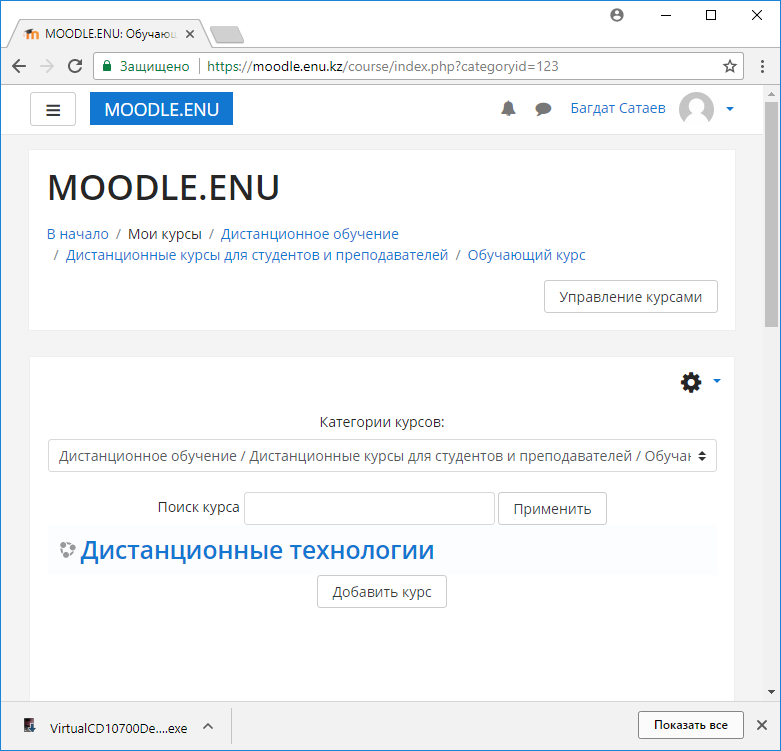 MOODLE.ENU: Обучающ
Защищено https://moodle.enu.kz/course/index.php?categoryid=123
MOODLE.ENU
Багдат Сатаев
MOODLE.ENU
В начало / Мои курсы / Дистанционное обучение
/ Дистанционные курсы для студентов и преподавателей / Обучающий курс
Управление курсами
Категории курсов:
Дистанционное обучение / Дистанционные курсы для студентов и преподавателей / Обучаю
Поиск курса
Применить
Дистанционные технологии
Добавить курс
VirtualCD10700De....exe
Показать все